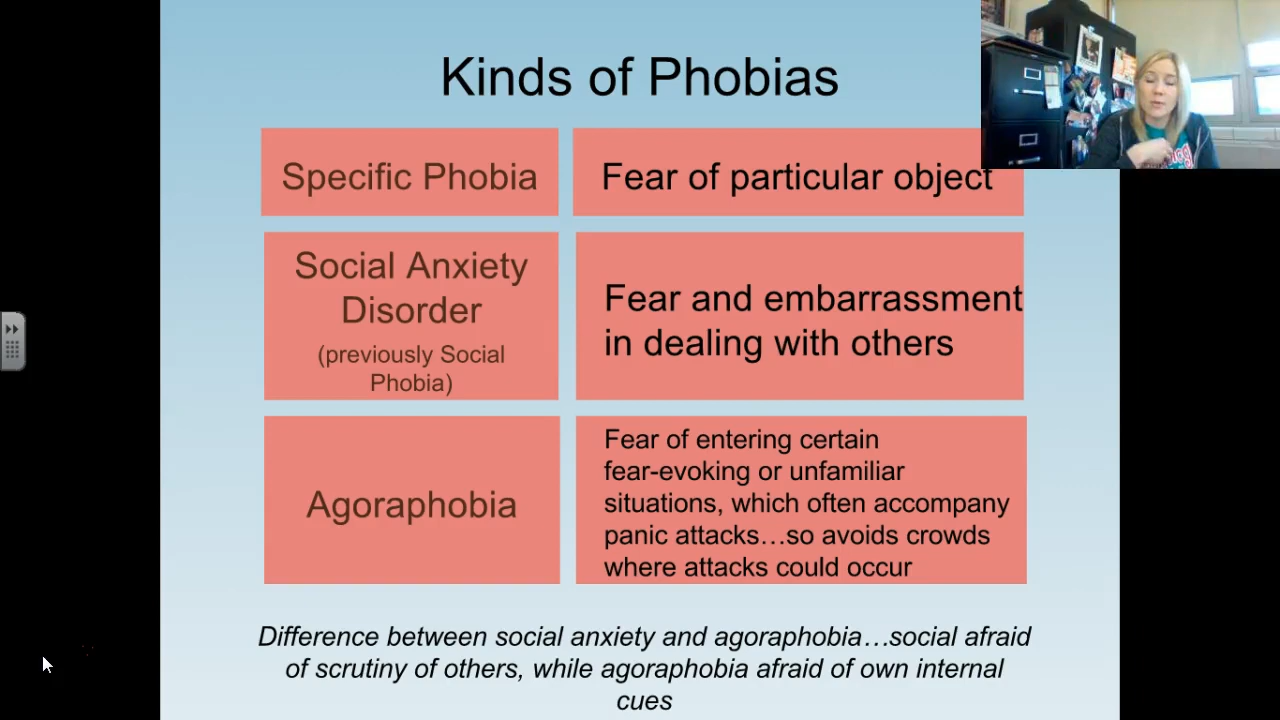 Kinds of Phobias
Specific Phobia
Fear of particular object
Social Anxiety
Disorder
(previously Social
Phobia)
Fear and embarrassment
in dealing with others
Agoraphobia
Fear of entering certain
fear-evoking or unfamiliar
situations, which often accompany
panic attacks…so avoids crowds
where attacks could occur
Difference between social anxiety and agoraphobia…social afraid
of scrutiny of others, while agoraphobia afraid of own internal
cues